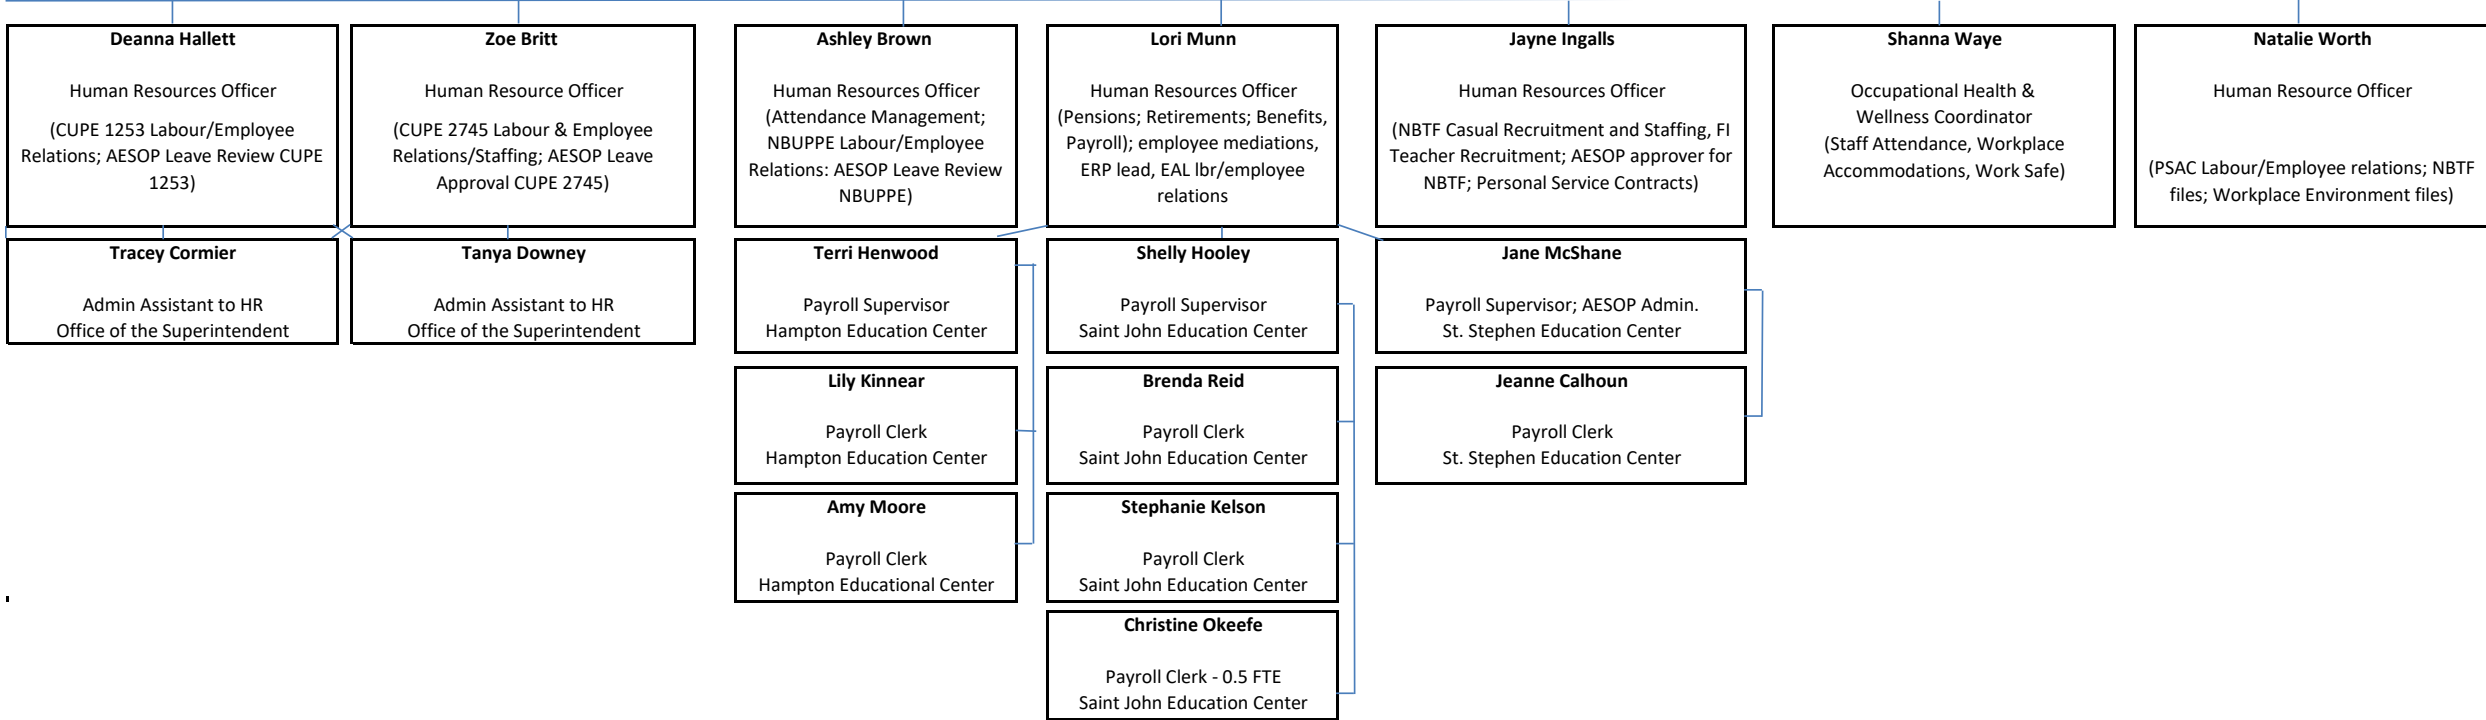 Deanna Hallett
Human Resources Officer
(CUPE 1253 Labour/Employee
Relations; AESOP Leave Review CUPE
1253)
Zoe Britt
Human Resource Officer
(CUPE 2745 Labour & Employee
Relations/Staffing; AESOP Leave
Approval CUPE 2745)
Ashley Brown
Human Resources Officer
(Attendance Management;
NBUPPE Labour/Employee
Relations: AESOP Leave Review
NBUPPE)
Lori Munn
Human Resources Officer
(Pensions; Retirements; Benefits,
Payroll); employee mediations,
ERP lead, EAL lbr/employee
relations
Jayne Ingalls
Human Resources Officer
(NBTF Casual Recruitment and Staffing, FI
Teacher Recruitment; AESOP approver for
NBTF; Personal Service Contracts)
Shanna Waye
Occupational Health &
Wellness Coordinator
(Staff Attendance, Workplace
Accommodations, Work Safe)
Natalie Worth
Human Resource Officer
(PSAC Labour/Employee relations; NBTF
files; Workplace Environment files)
Tracey Cormier
Admin Assistant to HR
Office of the Superintendent
Tanya Downey
Admin Assistant to HR
Office of the Superintendent
Terri Henwood
Payroll Supervisor
Hampton Education Center
Shelly Hooley
Payroll Supervisor
Saint John Education Center
Jane McShane
Payroll Supervisor; AESOP Admin.
St. Stephen Education Center
Lily Kinnear
Payroll Clerk
Hampton Education Center
Brenda Reid
Payroll Clerk
Saint John Education Center
Jeanne Calhoun
Payroll Clerk
St. Stephen Education Center
Amy Moore
Payroll Clerk
Hampton Educational Center
Stephanie Kelson
Payroll Clerk
Saint John Education Center
Christine Okeefe
Payroll Clerk - 0.5 FTE
Saint John Education Center